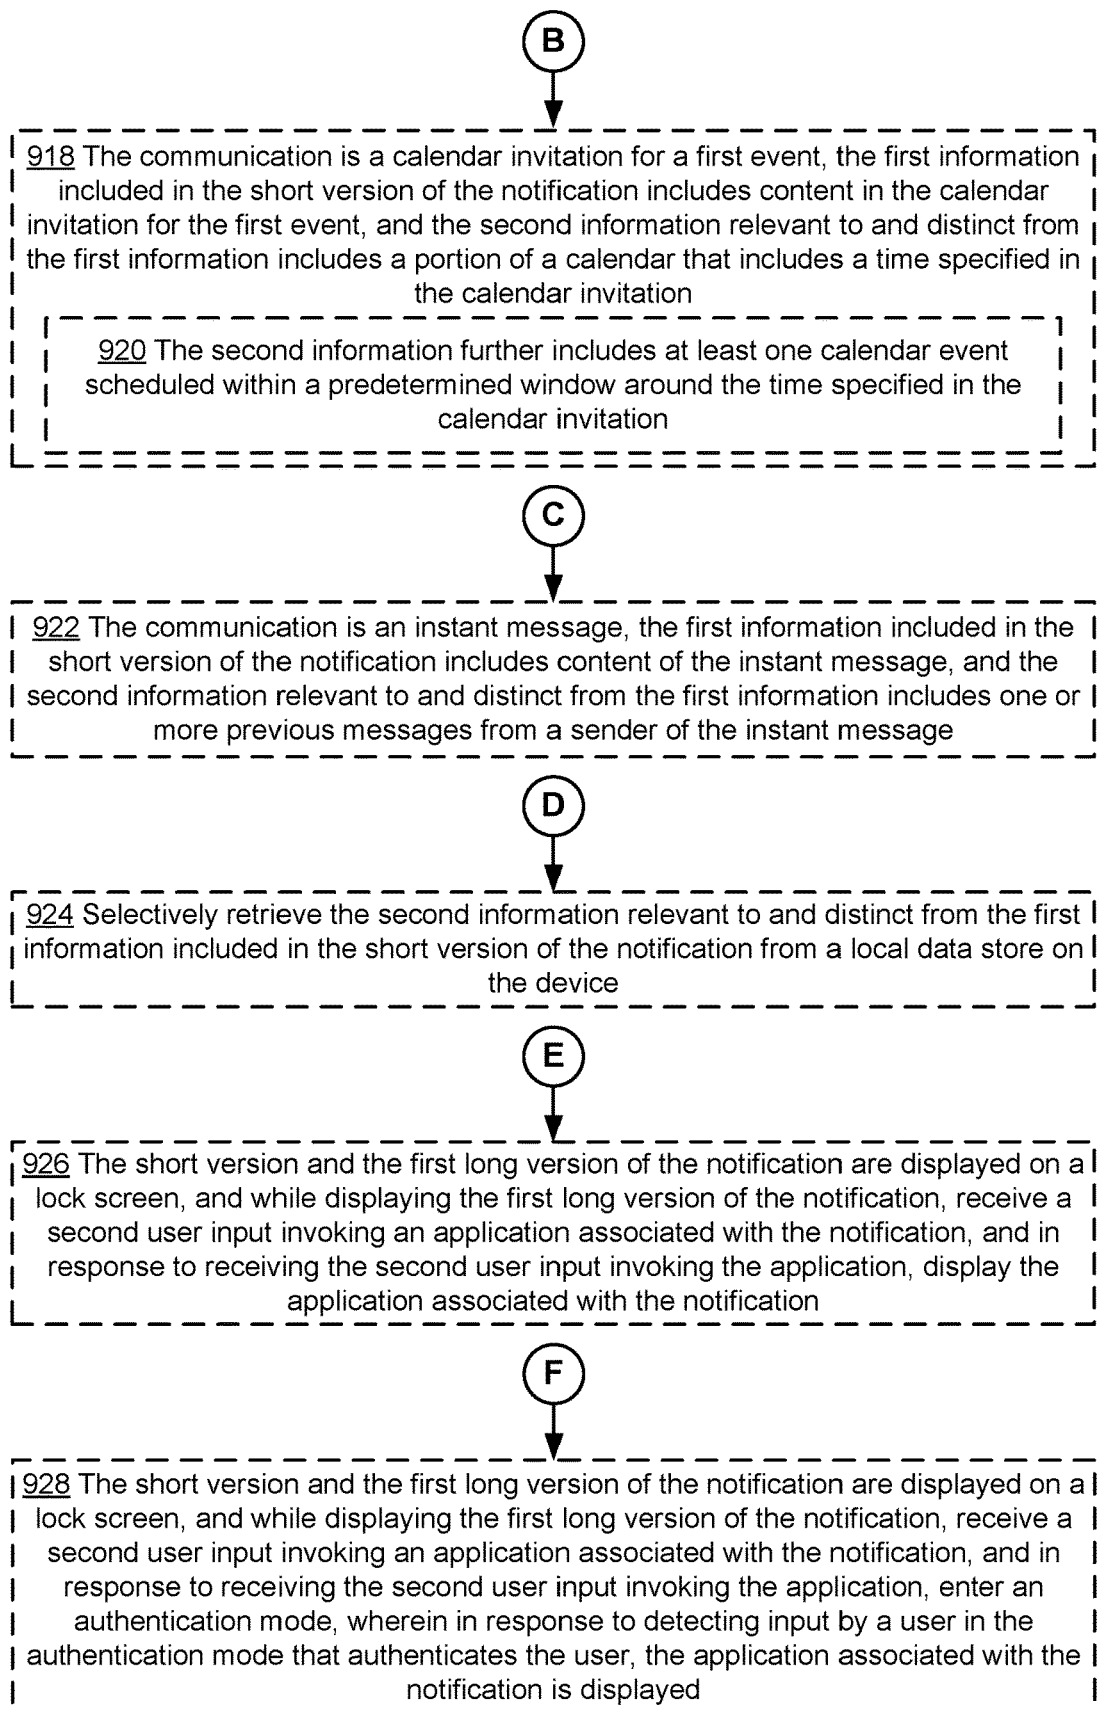 B
918 The communication is a calendar invitation for a first event, the first information
included in the short version of the notification includes content in the calendar
invitation for the first event, and the second information relevant to and distinct from
the first information includes a portion of a calendar that includes a time specified in
the calendar invitation
920 The second information further includes at least one calendar event
scheduled within a predetermined window around the time specified in the
calendar invitation
C
922 The communication is an instant message, the first information included in the
short version of the notification includes content of the instant message, and the
second information relevant to and distinct from the first information includes one or
more previous messages from a sender of the instant message
D
924 Selectively retrieve the second information relevant to and distinct from the first
information included in the short version of the notification from a local data store on
the device
E
926 The short version and the first long version of the notification are displayed on a
lock screen, and while displaying the first long version of the notification, receive a
second user input invoking an application associated with the notification, and in
response to receiving the second user input invoking the application, display the
application associated with the notification
F
928 The short version and the first long version of the notification are displayed on a
lock screen, and while displaying the first long version of the notification, receive a
second user input invoking an application associated with the notification, and in
response to receiving the second user input invoking the application, enter an
authentication mode, wherein in response to detecting input by a user in the
authentication mode that authenticates the user, the application associated with the
notification is displayed